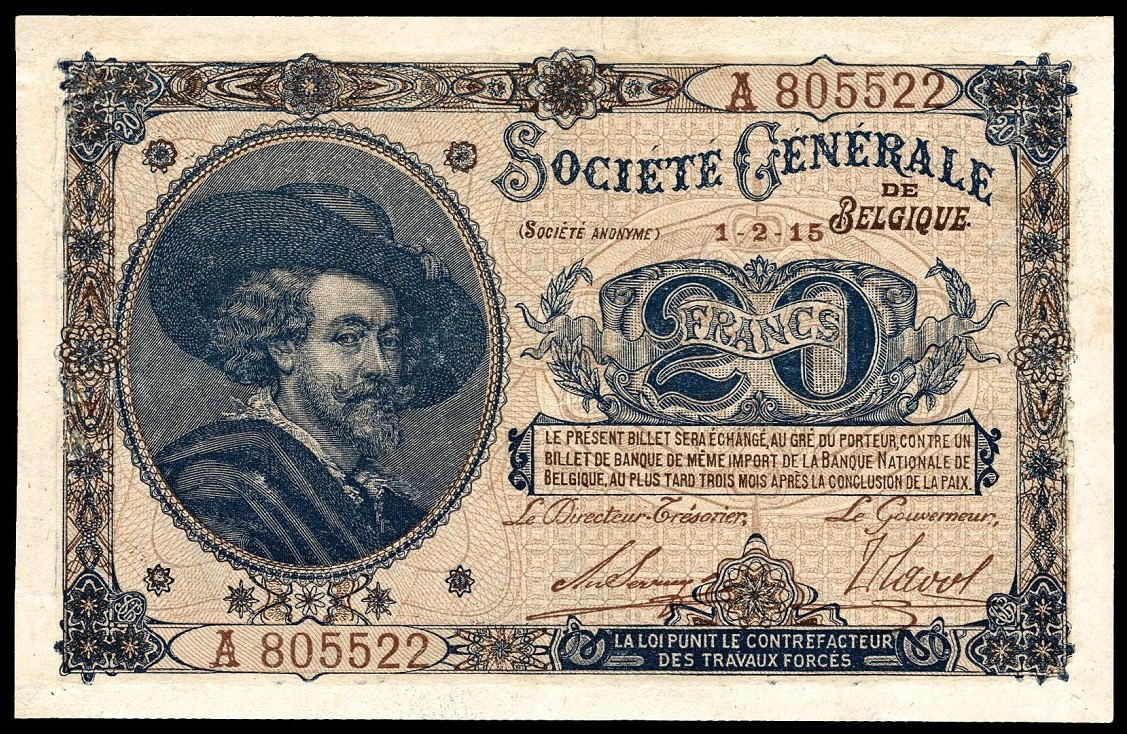 A 805522
SOCIÉTÉ GÉNÉRALE
DE
BELGIQUE.
(SOCIÉTÉ ANONYME) 1-2-15
20
FRANCS
LE PRÉSENT BILLET SERA ÉCHANGÉ, AU GRÉ DU PORTEUR, CONTRE UN
BILLET DE BANQUE DE MÊME IMPORT DE LA BANQUE NATIONALE DE
BELGIQUE, AU PLUS TARD TROIS MOIS APRÈS LA CONCLUSION DE LA PAIX.
Le Directeur-Trésorier, Le Gouverneur,
A 805522
LA LOI PUNIT LE CONTREFACTEUR
DES TRAVAUX FORCÉS
20
20